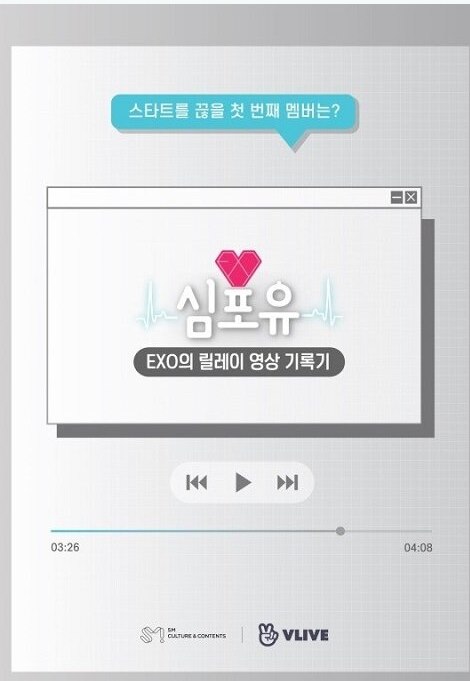 스타트를 끊을 첫 번째 멤버는?
심포유
EXO의 릴레이 영상 기록기
03:26
04:08
SM
CULTURE & CONTENTS
VLIVE